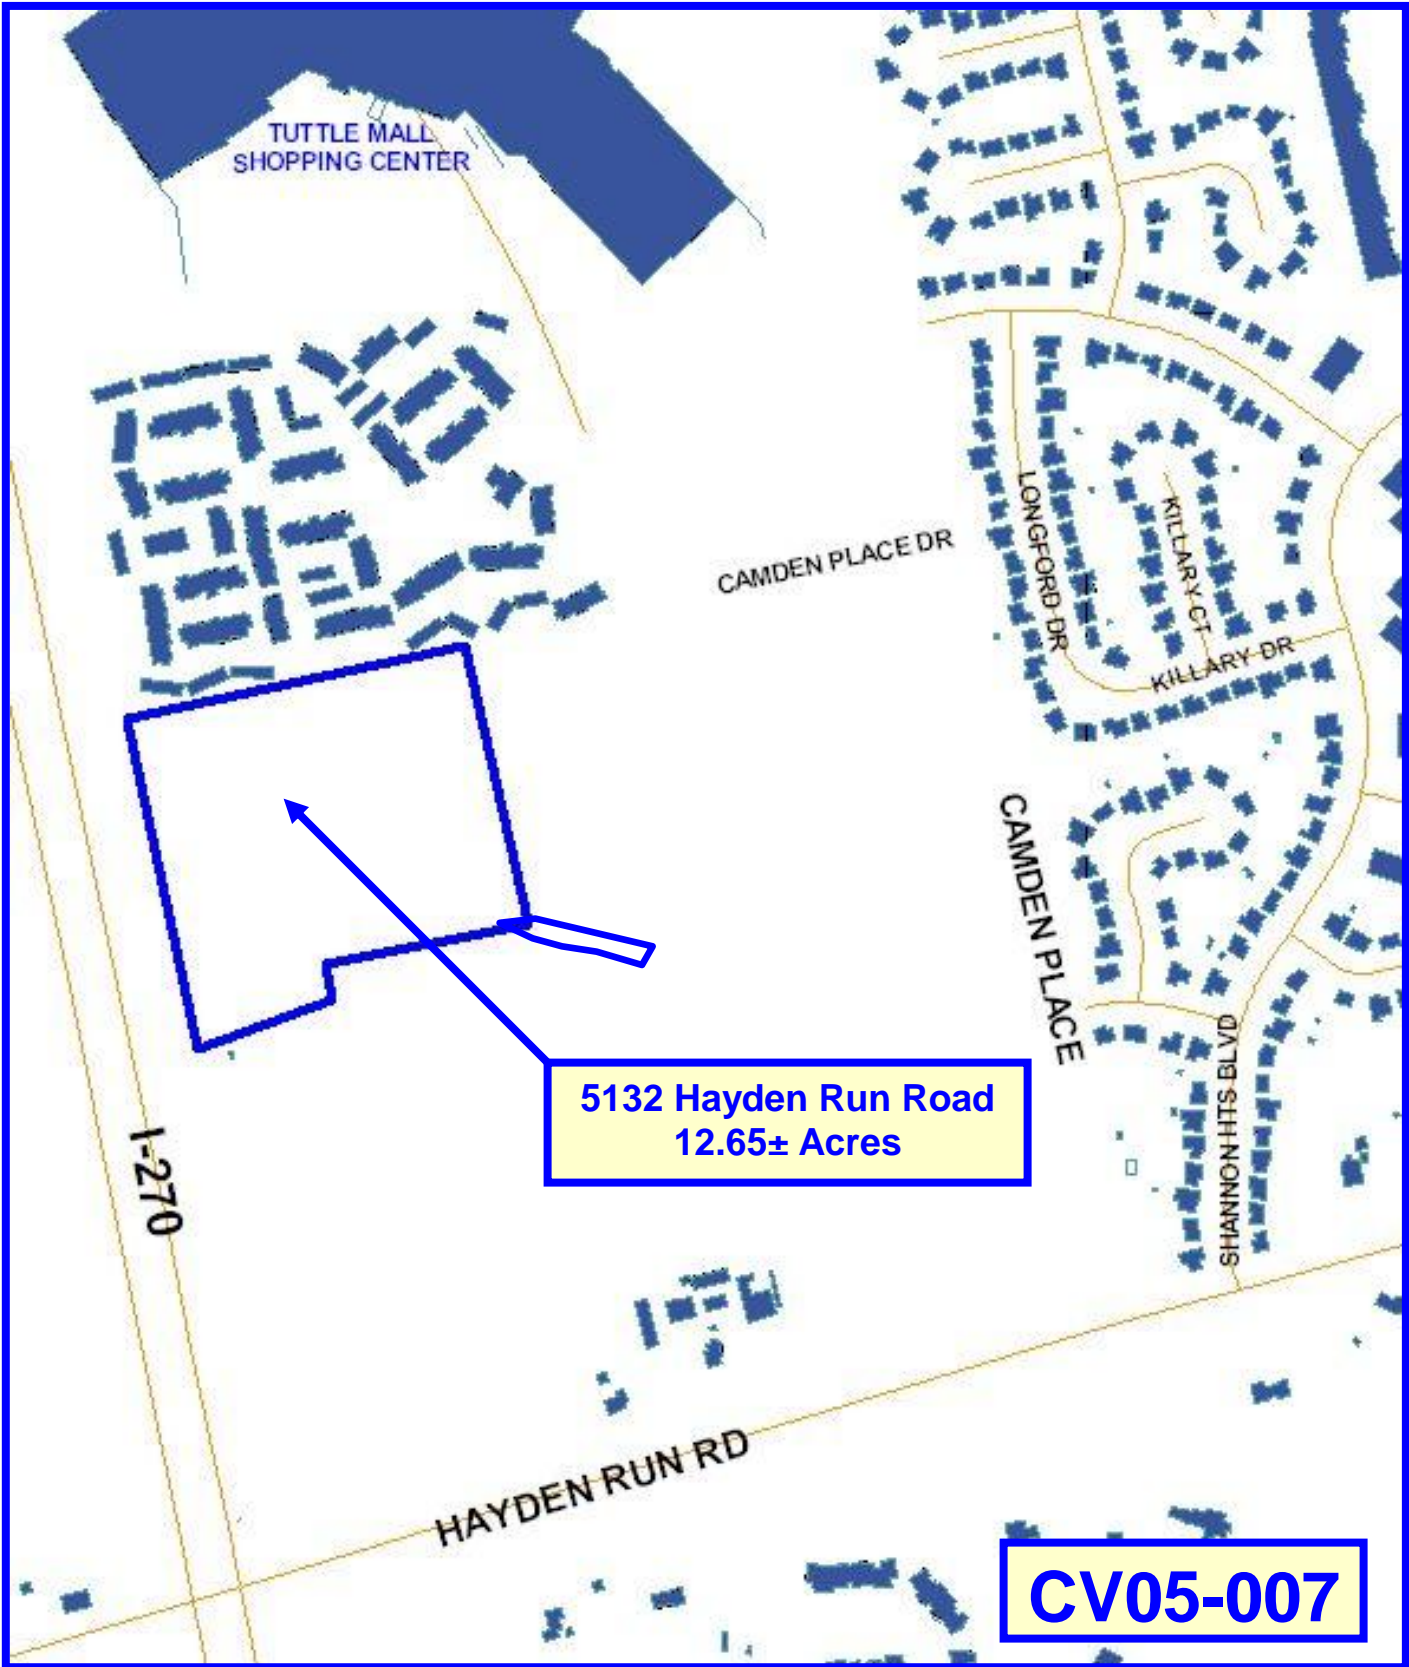 TUTTLE MALL
SHOPPING CENTER
CAMDEN PLACE DR
LONGFORD DR
KILLARY CT
KILLARY DR
CAMDEN PLACE
SHANNON HTS BLVD
5132 Hayden Run Road
12.65± Acres
I-270
HAYDEN RUN RD
CV05-007